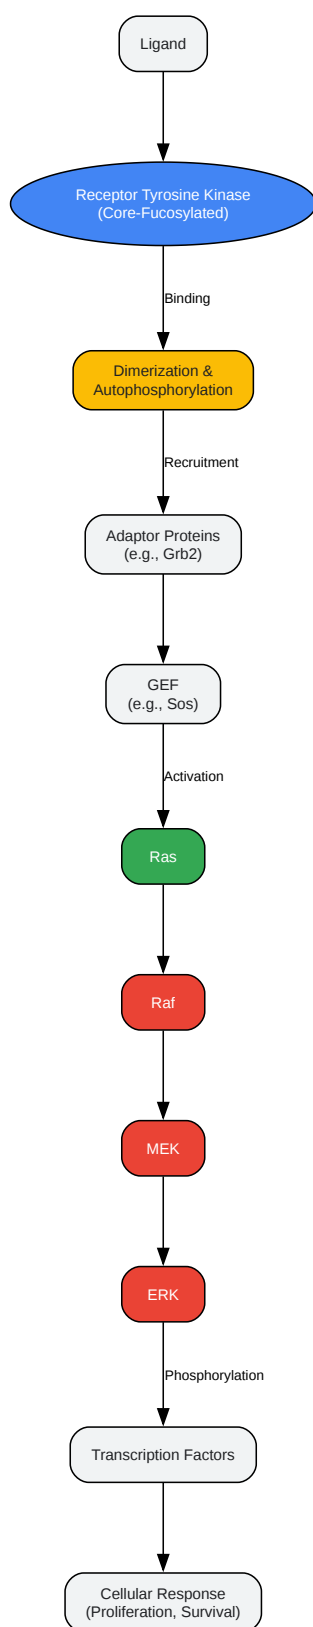 Ligand
Receptor Tyrosine Kinase
(Core-Fucosylated)
Binding
Dimerization &
Autophosphorylation
Recruitment
Adaptor Proteins
(e.g., Grb2)
GEF
(e.g., Sos)
Activation
Ras
Raf
MEK
ERK
Phosphorylation
Transcription Factors
Cellular Response
(Proliferation, Survival)